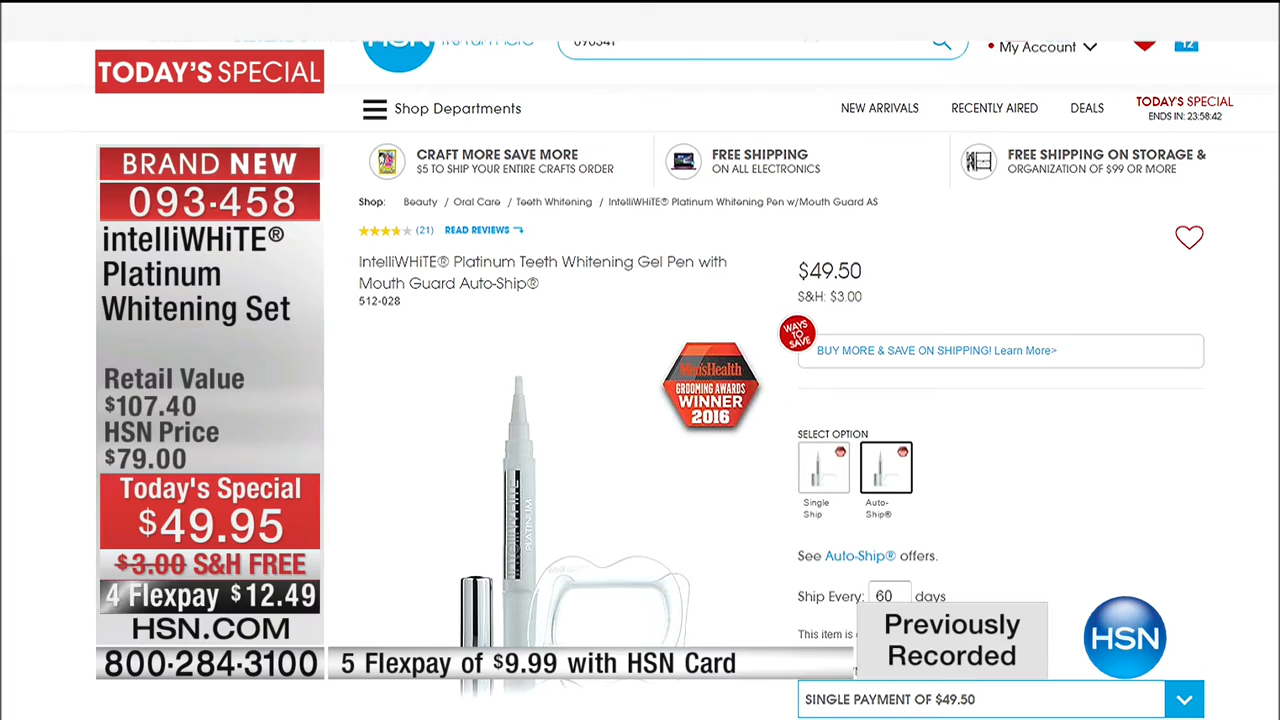 TODAY'S SPECIAL
BRAND NEW
093-458
intelliWHiTE®
Platinum
Whitening Set
Retail Value
$107.40
HSN Price
$79.00
Today's Special
$49.95
$3.00 S&H FREE
4 Flexpay $12.49
HSN.COM
800-284-3100
5 Flexpay of $9.99 with HSN Card
HSN
My Account
12
Shop Departments
NEW ARRIVALS
RECENTLY AIRED
DEALS
TODAY'S SPECIAL
ENDS IN: 23:58:42
CRAFT MORE SAVE MORE
$5 TO SHIP YOUR ENTIRE CRAFTS ORDER
FREE SHIPPING
ON ALL ELECTRONICS
FREE SHIPPING ON STORAGE &
ORGANIZATION OF $99 OR MORE
Shop: Beauty / Oral Care / Teeth Whitening / IntelliWHiTE® Platinum Whitening Pen w/Mouth Guard AS
(21) READ REVIEWS
IntelliWHiTE® Platinum Teeth Whitening Gel Pen with
Mouth Guard Auto-Ship®
512-028
Men'sHealth
GROOMING AWARDS
WINNER
2016
PLATINUM
$49.50
S&H: $3.00
WAYS
TO
SAVE
BUY MORE & SAVE ON SHIPPING! Learn More>
SELECT OPTION
Single
Ship
Auto-
Ship®
See Auto-Ship® offers.
Ship Every: 60 days
This item is
Previously
Recorded
HSN
SINGLE PAYMENT OF $49.50